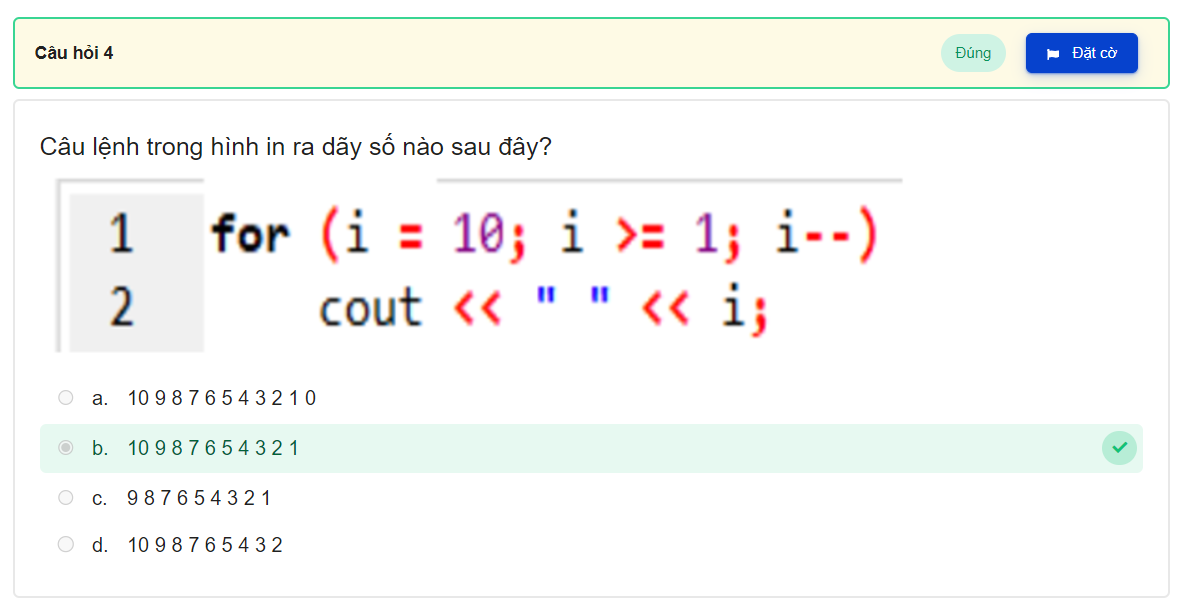 Câu hỏi 4
Đúng
Đặt cờ
Câu lệnh trong hình in ra dãy số nào sau đây?
1 for (i = 10; i >= 1; i--)
2 cout << " " << i;
a. 10 9 8 7 6 5 4 3 2 1 0
b. 10 9 8 7 6 5 4 3 2 1
c. 9 8 7 6 5 4 3 2 1
d. 10 9 8 7 6 5 4 3 2